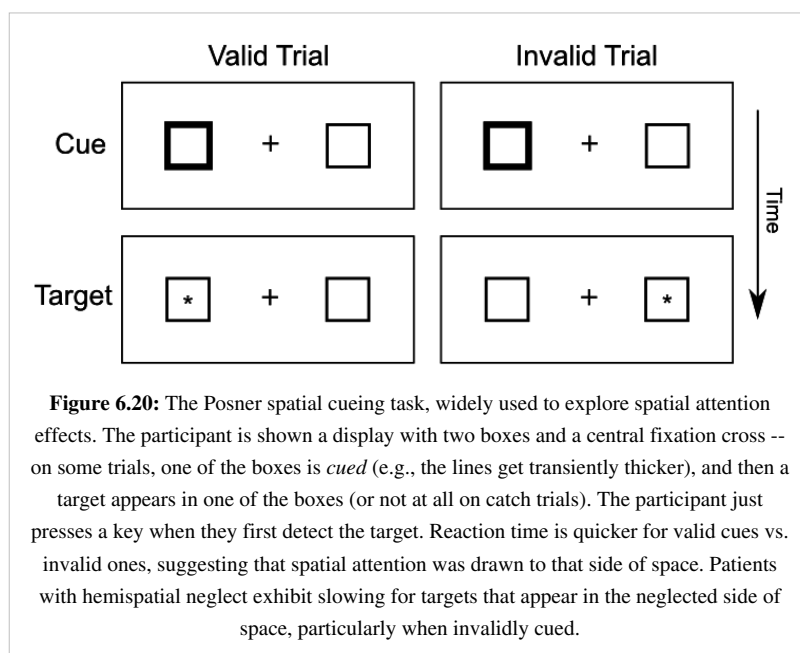 Valid Trial Invalid Trial
Cue + +
Time
Target * + + *
Figure 6.20: The Posner spatial cueing task, widely used to explore spatial attention
effects. The participant is shown a display with two boxes and a central fixation cross --
on some trials, one of the boxes is cued (e.g., the lines get transiently thicker), and then a
target appears in one of the boxes (or not at all on catch trials). The participant just
presses a key when they first detect the target. Reaction time is quicker for valid cues vs.
invalid ones, suggesting that spatial attention was drawn to that side of space. Patients
with hemispatial neglect exhibit slowing for targets that appear in the neglected side of
space, particularly when invalidly cued.